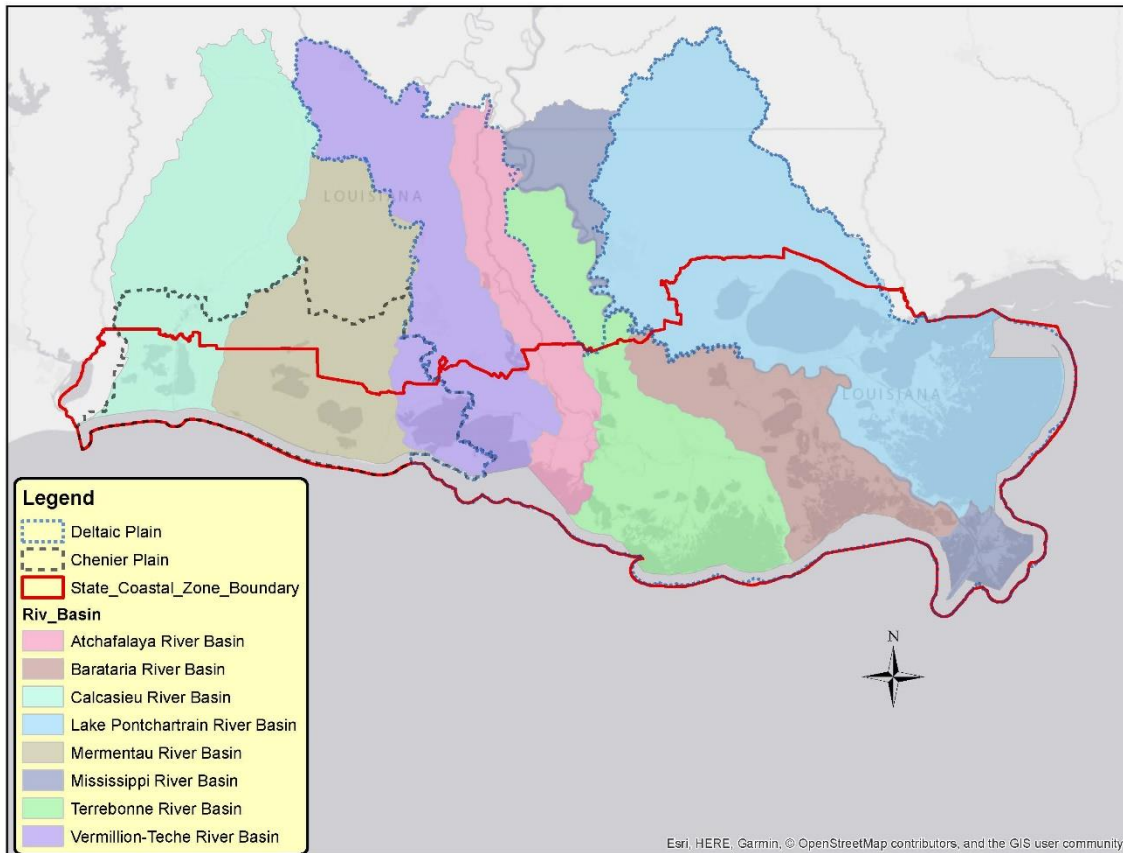 LOUISIANA
LOUISIANA
Legend
Deltaic Plain
Chenier Plain
State_Coastal_Zone_Boundary
Riv_Basin
Atchafalaya River Basin
Barataria River Basin
Calcasieu River Basin
Lake Pontchartrain River Basin
Mermentau River Basin
Mississippi River Basin
Terrebonne River Basin
Vermillion-Teche River Basin
N
Esri, HERE, Garmin, © OpenStreetMap contributors, and the GIS user community